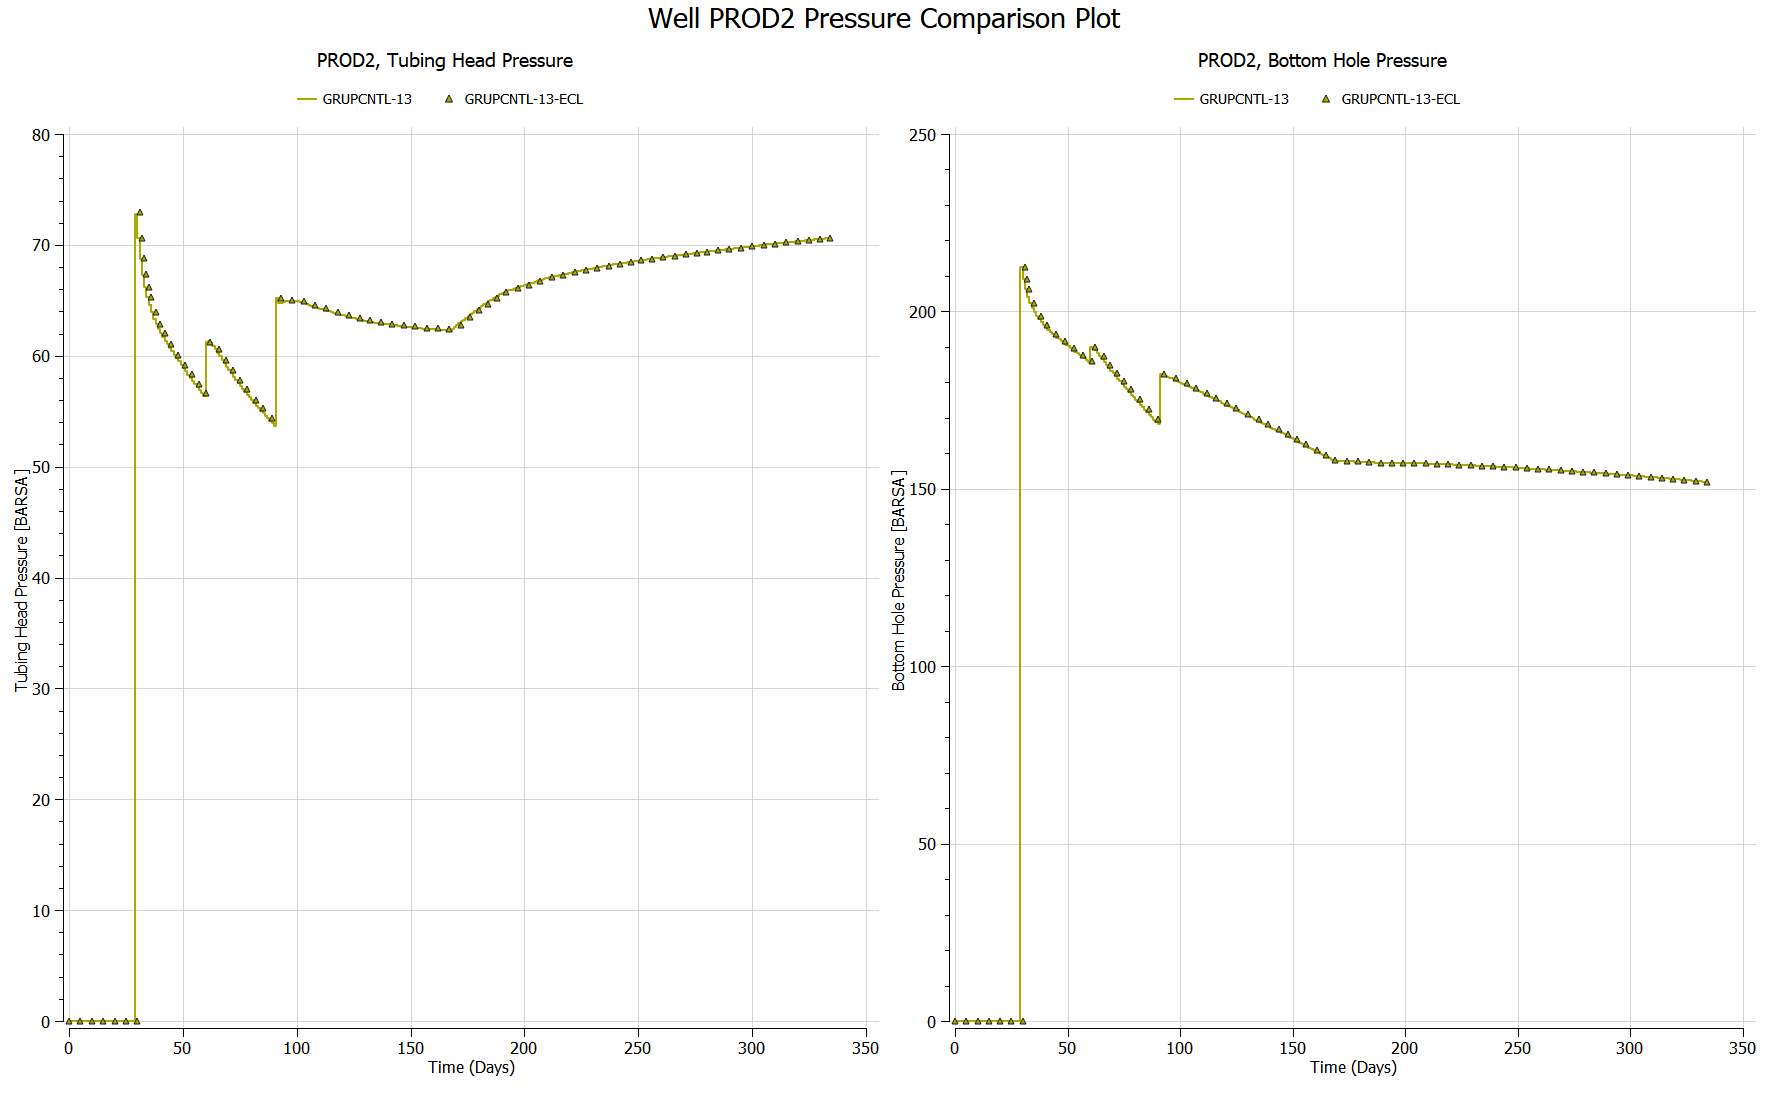 Well PROD2 Pressure Comparison Plot
PROD2, Tubing Head Pressure
GRUPCNTL-13 GRUPCNTL-13-ECL
80
70
60
50
40
30
20
10
0
Tubing Head Pressure [BARSA]
0 50 100 150 200 250 300 350
Time (Days)
PROD2, Bottom Hole Pressure
GRUPCNTL-13 GRUPCNTL-13-ECL
250
200
150
100
50
0
Bottom Hole Pressure [BARSA]
0 50 100 150 200 250 300 350
Time (Days)